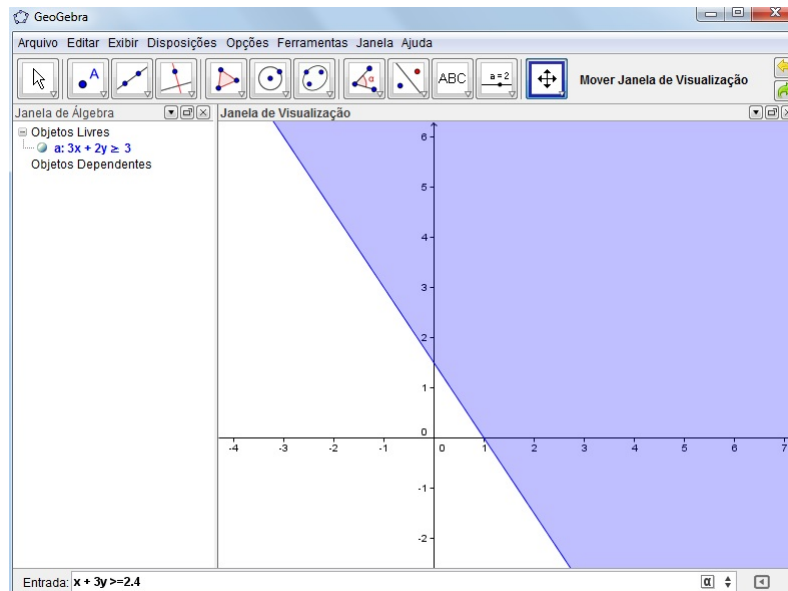 GeoGebra
Arquivo Editar Exibir Disposições Opções Ferramentas Janela Ajuda
A
α
ABC
a=2
Mover Janela de Visualização
Janela de Álgebra
Janela de Visualização
Objetos Livres
a: 3x + 2y ≥ 3
Objetos Dependentes
6
5
4
3
2
1
0
-4 -3 -2 -1 0 1 2 3 4 5 6 7
-1
-2
Entrada: x + 3y >=2.4
α